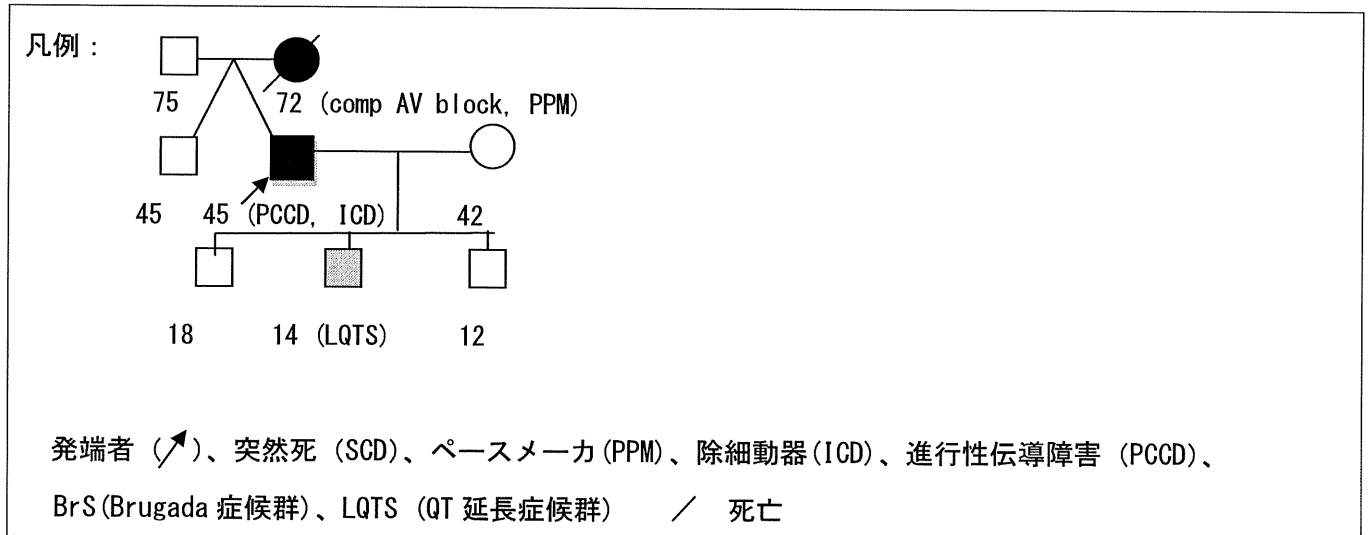 凡例：
75 72 (comp AV block, PPM)
45 45 (PCCD, ICD) 42
18 14 (LQTS) 12
発端者 (↗)、突然死 (SCD)、ペースメーカ(PPM)、除細動器(ICD)、進行性伝導障害 (PCCD)、
BrS(Brugada 症候群)、LQTS (QT 延長症候群) ／ 死亡